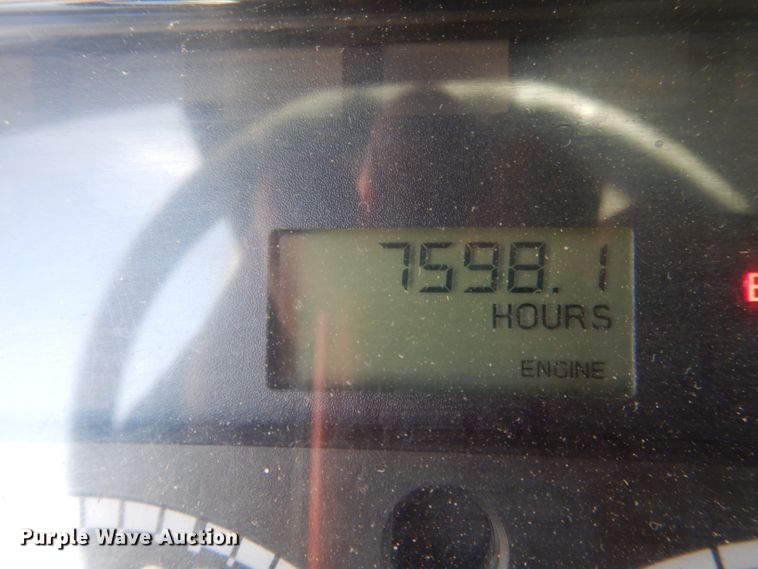 7598.1
HOURS
ENGINE
Purple Wave Auction